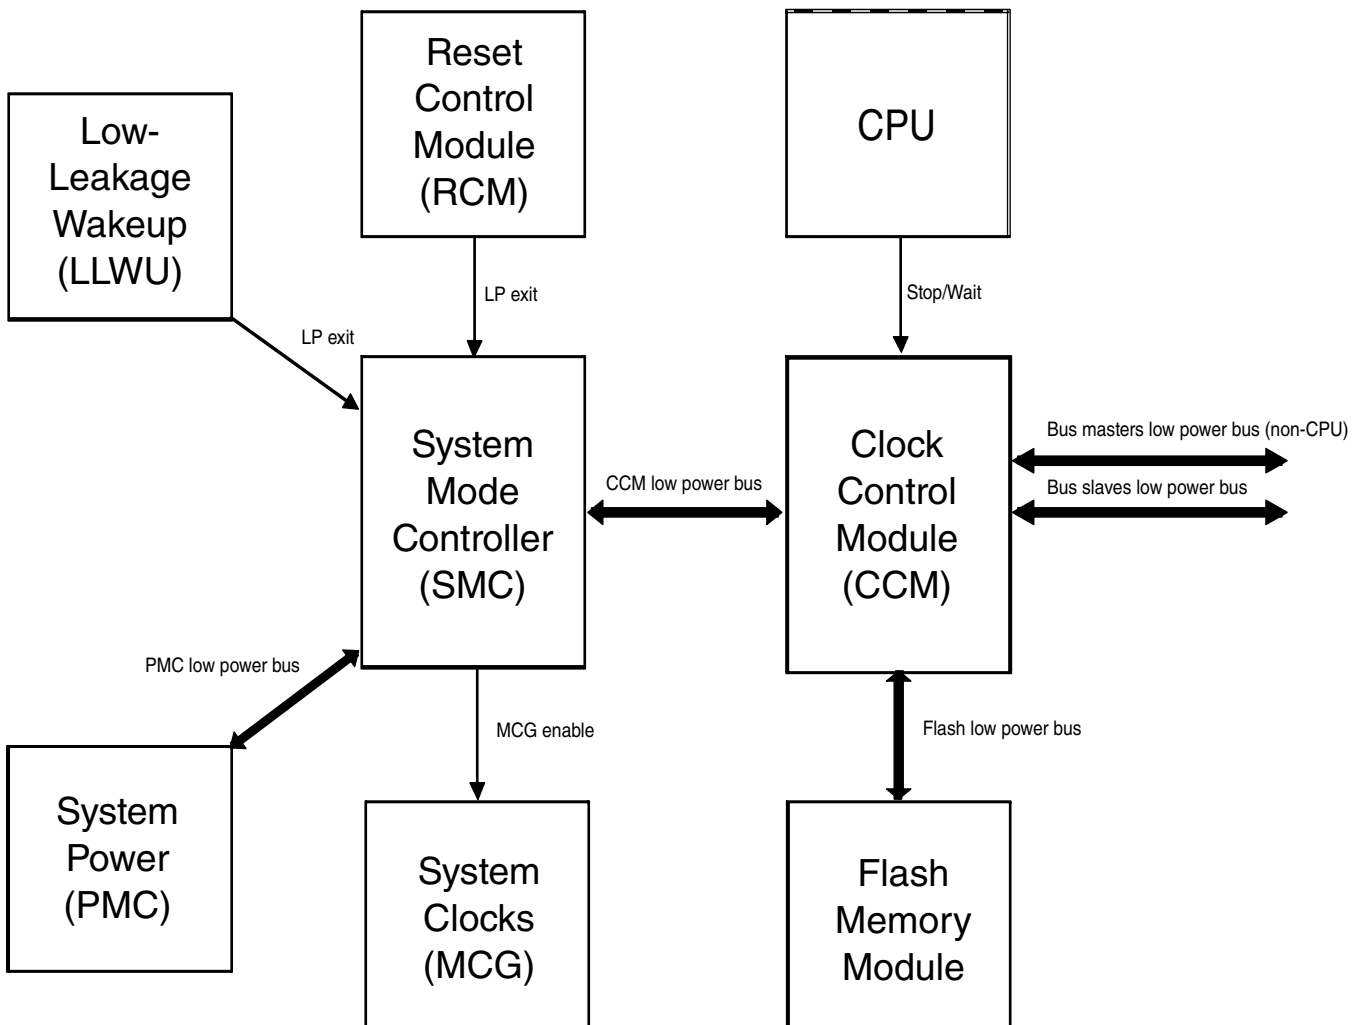 Reset
Control
Module
(RCM)
CPU
Low-
Leakage
Wakeup
(LLWU)
LP exit
LP exit
Stop/Wait
System
Mode
Controller
(SMC)
CCM low power bus
Clock
Control
Module
(CCM)
Bus masters low power bus (non-CPU)
Bus slaves low power bus
PMC low power bus
MCG enable
Flash low power bus
System
Power
(PMC)
System
Clocks
(MCG)
Flash
Memory
Module